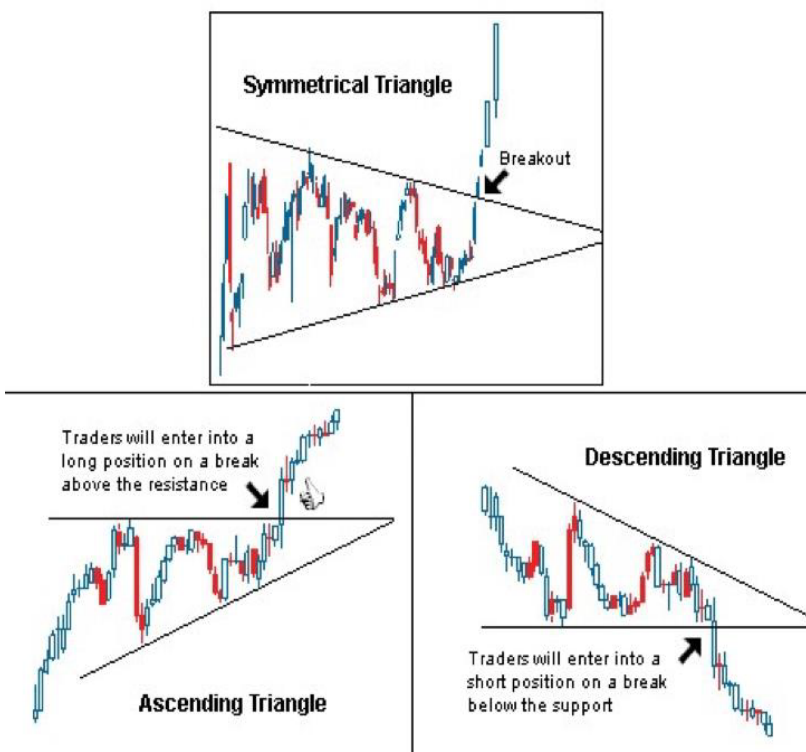 Symmetrical Triangle
Breakout
Traders will enter into a
long position on a break
above the resistance
Ascending Triangle
Descending Triangle
Traders will enter into a
short position on a break
below the support